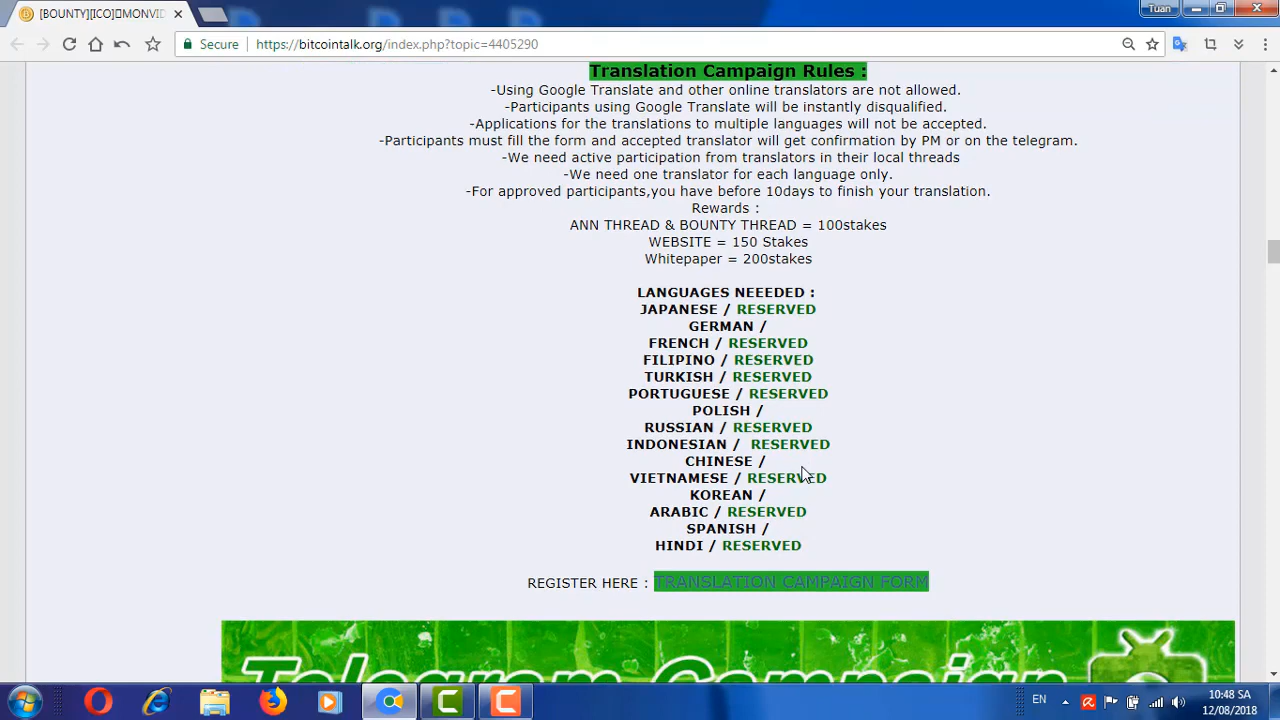 [BOUNTY][ICO]▯MONVID
Tuan
Secure
https://bitcointalk.org/index.php?topic=4405290
Translation Campaign Rules :
-Using Google Translate and other online translators are not allowed.
-Participants using Google Translate will be instantly disqualified.
-Applications for the translations to multiple languages will not be accepted.
-Participants must fill the form and accepted translator will get confirmation by PM or on the telegram.
-We need active participation from translators in their local threads
-We need one translator for each language only.
-For approved participants,you have before 10days to finish your translation.
Rewards :
ANN THREAD & BOUNTY THREAD = 100stakes
WEBSITE = 150 Stakes
Whitepaper = 200stakes
LANGUAGES NEEEDED :
JAPANESE / RESERVED
GERMAN /
FRENCH / RESERVED
FILIPINO / RESERVED
TURKISH / RESERVED
PORTUGUESE / RESERVED
POLISH /
RUSSIAN / RESERVED
INDONESIAN / RESERVED
CHINESE /
VIETNAMESE / RESERVED
KOREAN /
ARABIC / RESERVED
SPANISH /
HINDI / RESERVED
REGISTER HERE : TRANSLATION CAMPAIGN FORM
Telegram Campaign
EN
10:48 SA
12/08/2018